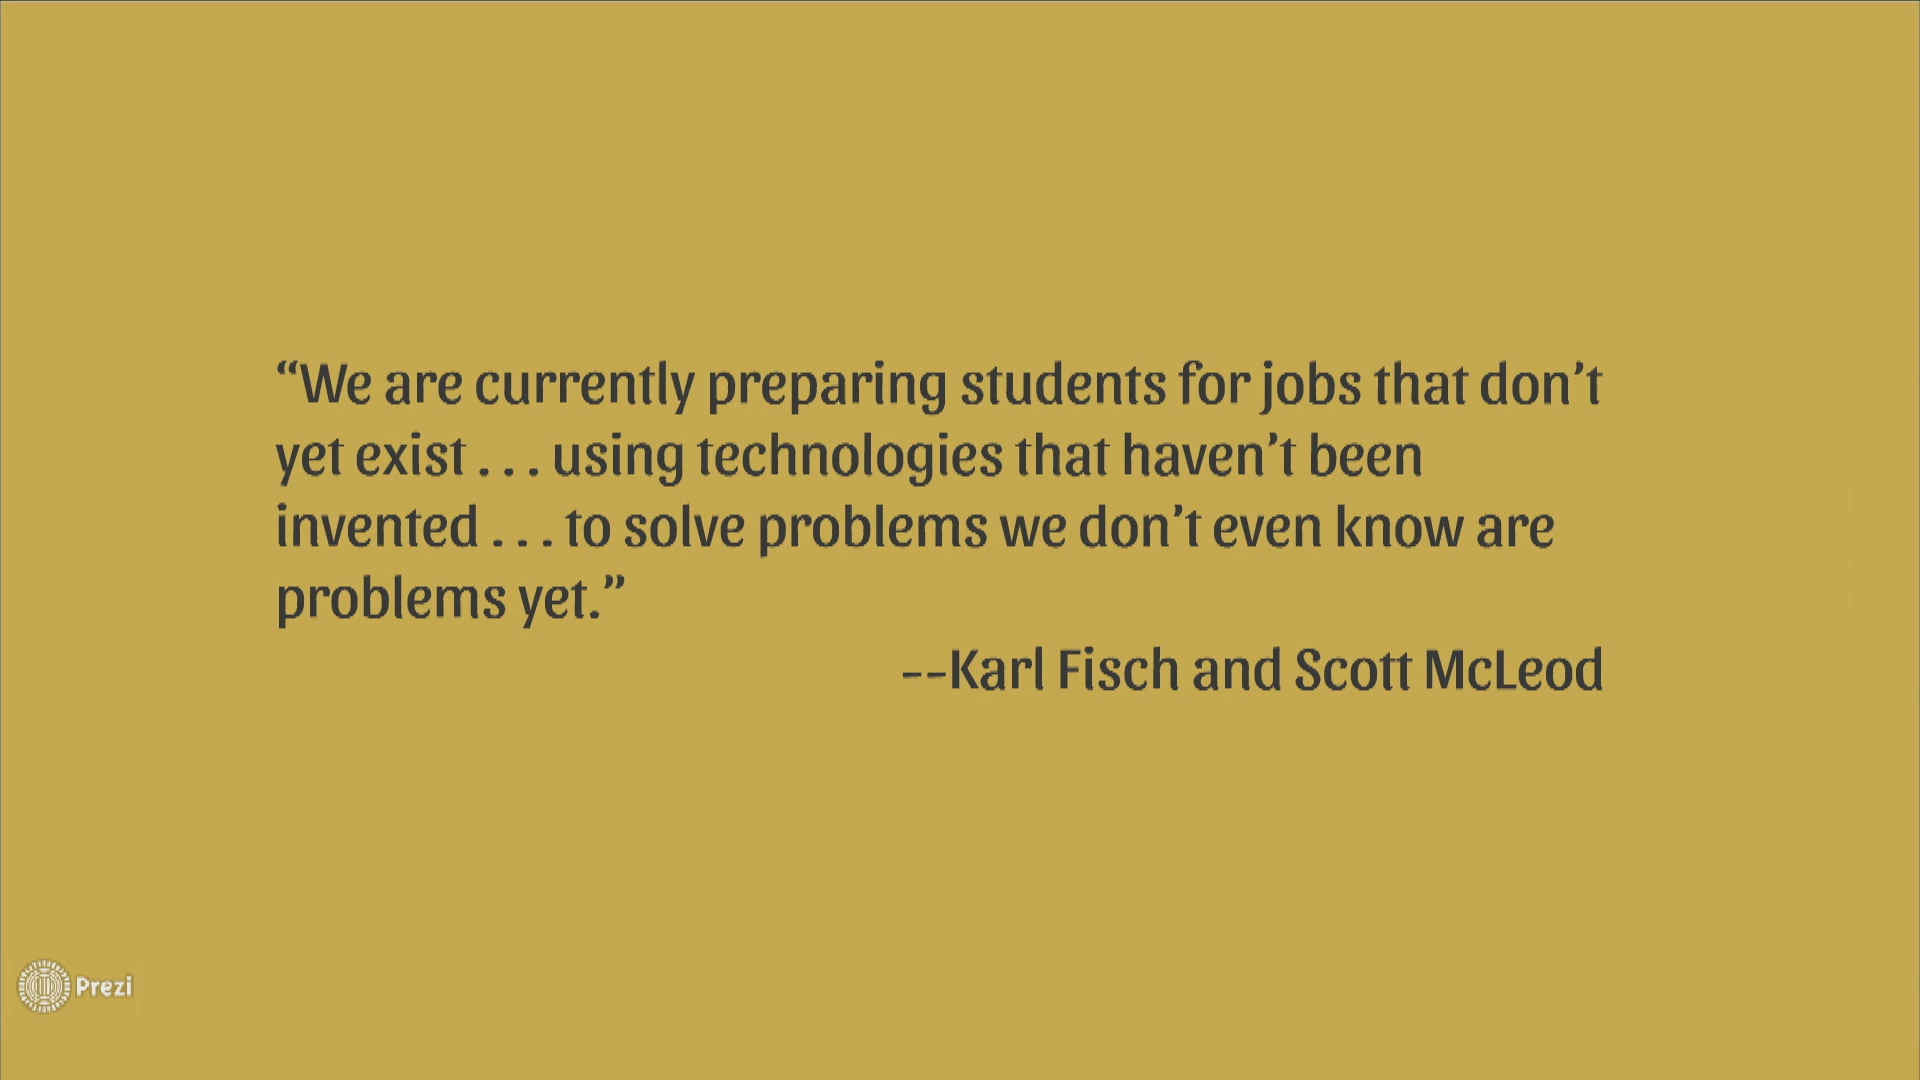 “We are currently preparing students for jobs that don’t
yet exist . . . using technologies that haven’t been
invented . . . to solve problems we don’t even know are
problems yet.”
--Karl Fisch and Scott McLeod
Prezi